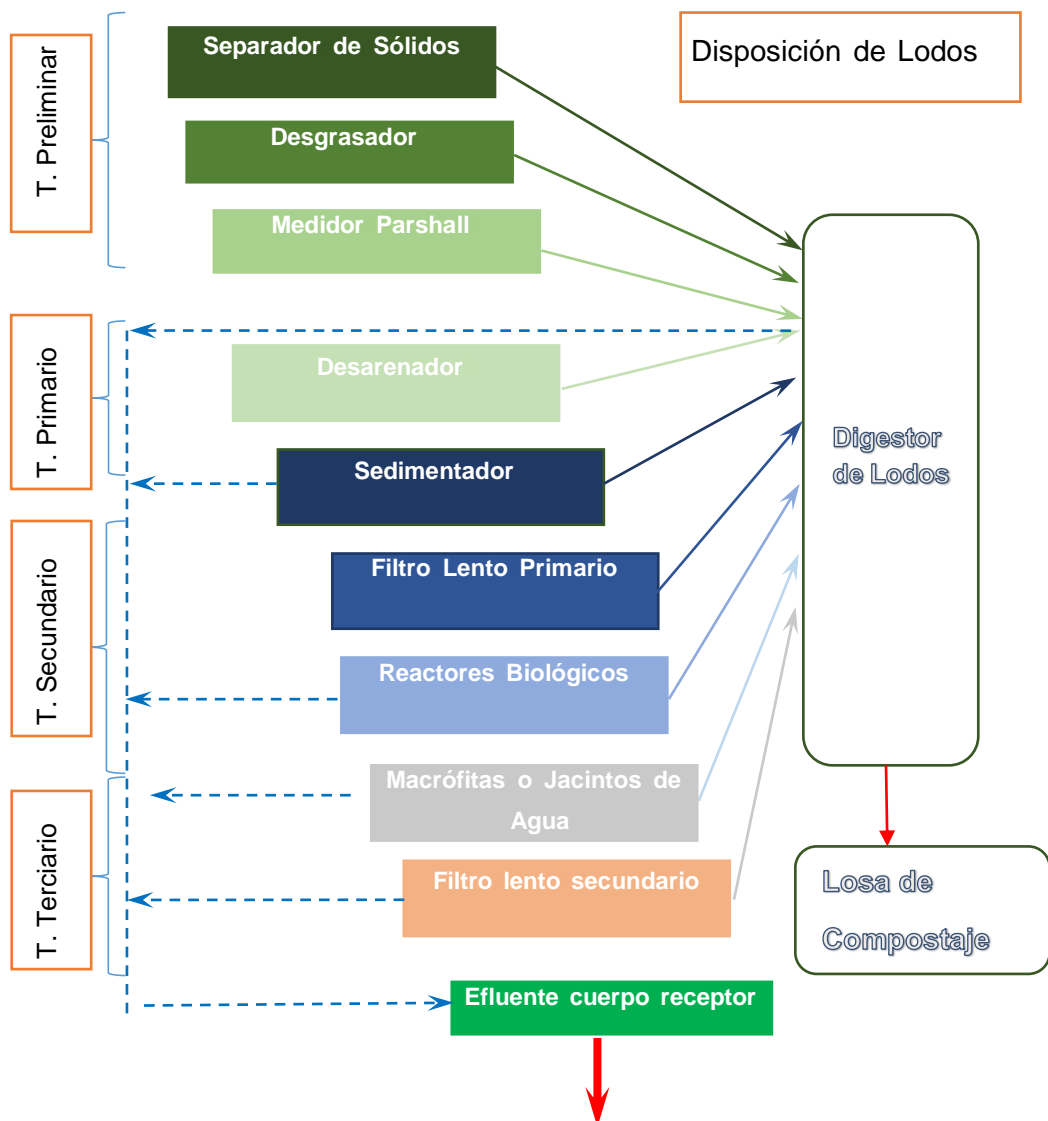 T. Preliminar
Separador de Sólidos
Disposición de Lodos
Desgrasador
Medidor Parshall
T. Primario
Desarenador
Sedimentador
Digestor
de Lodos
T. Secundario
Filtro Lento Primario
Reactores Biológicos
T. Terciario
Macrófitas o Jacintos de
Agua
Filtro lento secundario
Losa de
Compostaje
Efluente cuerpo receptor